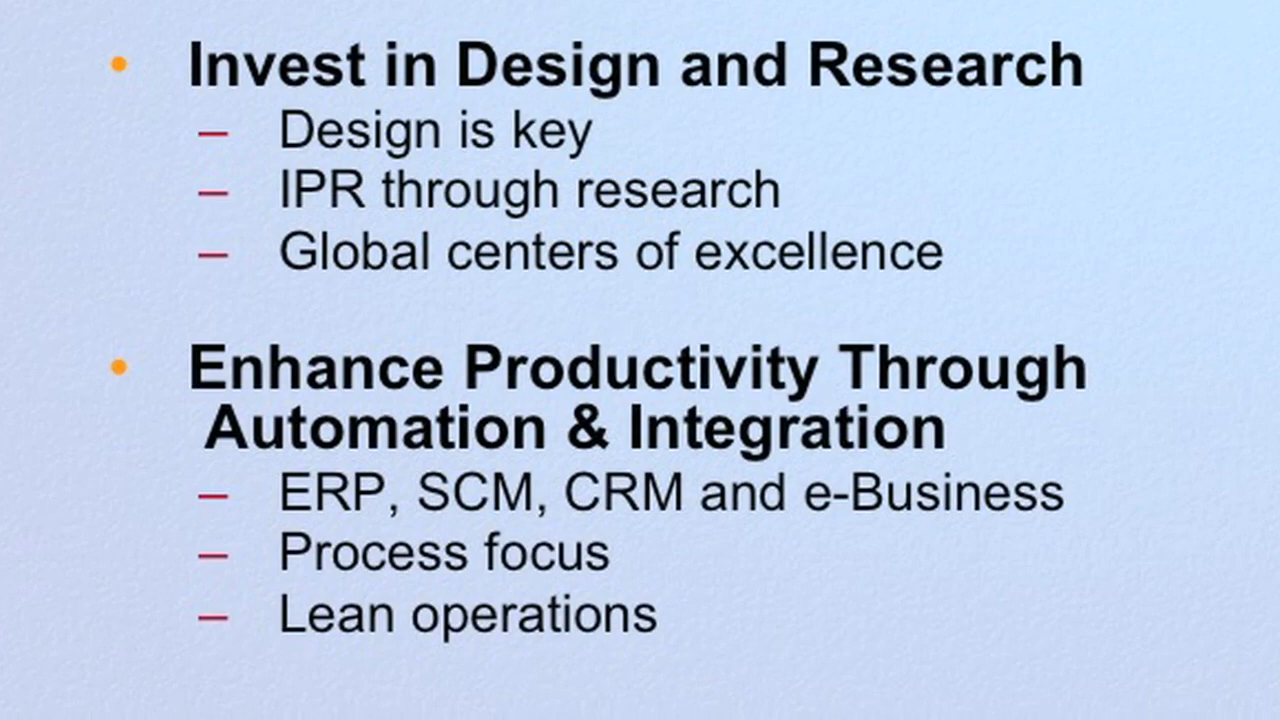 • Invest in Design and Research
– Design is key
– IPR through research
– Global centers of excellence
• Enhance Productivity Through
Automation & Integration
– ERP, SCM, CRM and e-Business
– Process focus
– Lean operations